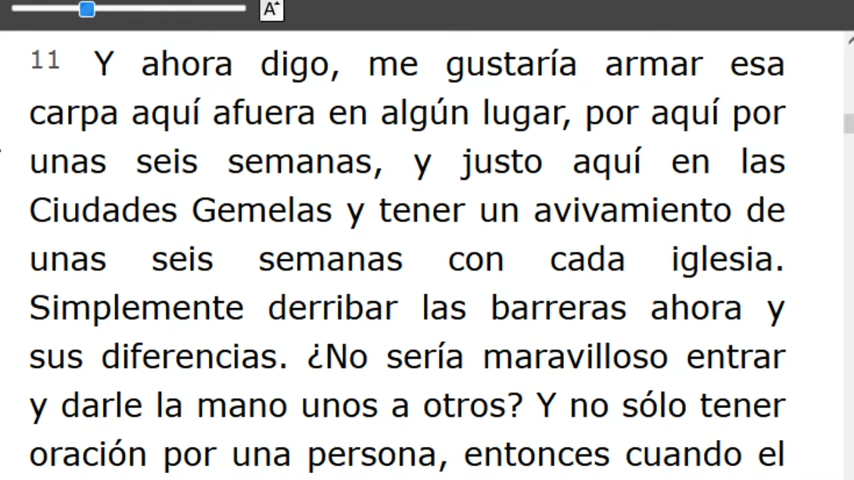 A
11 Y ahora digo, me gustaría armar esa
carpa aquí afuera en algún lugar, por aquí por
unas seis semanas, y justo aquí en las
Ciudades Gemelas y tener un avivamiento de
unas seis semanas con cada iglesia.
Simplemente derribar las barreras ahora y
sus diferencias. ¿No sería maravilloso entrar
y darle la mano unos a otros? Y no sólo tener
oración por una persona, entonces cuando el